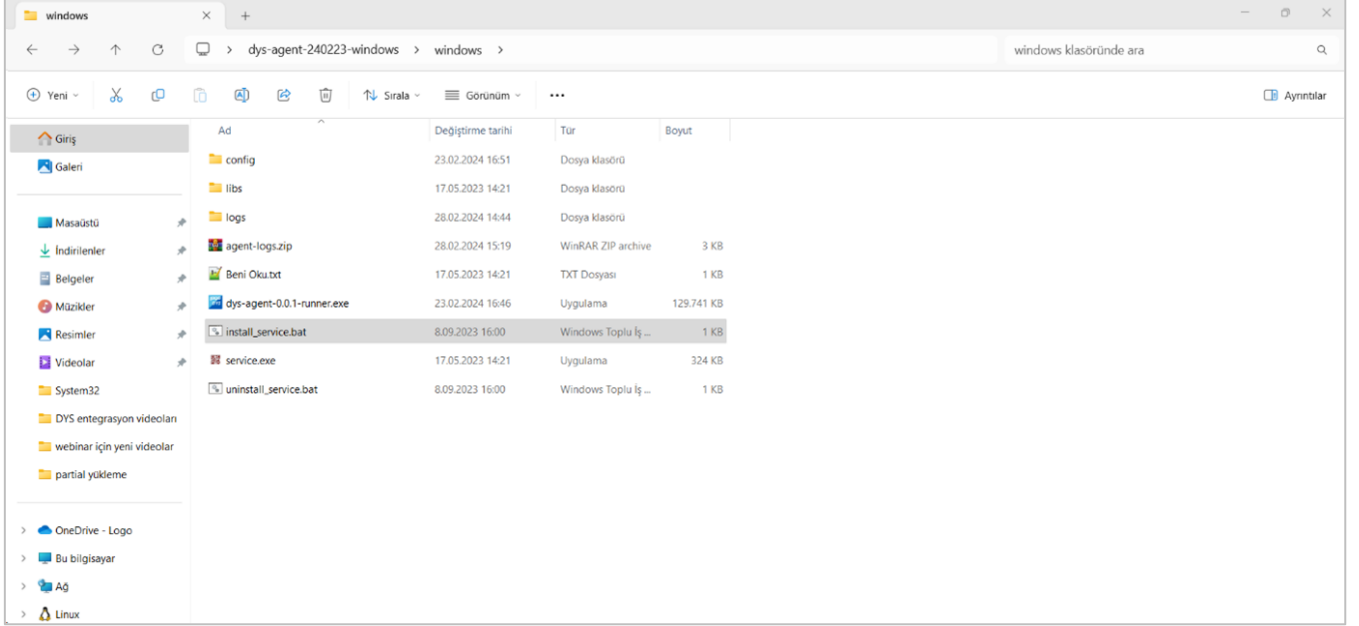 windows
dys-agent-240223-windows windows
windows klasöründe ara
Yeni
Sırala
Görünüm
Ayrıntılar
Ad Değiştirme tarihi Tür Boyut
Giriş
Galeri
Masaüstü
İndirilenler
Belgeler
Müzikler
Resimler
Videolar
System32
DYS entegrasyon videoları
webinar için yeni videolar
partial yükleme
OneDrive - Logo
Bu bilgisayar
Ağ
Linux
config 23.02.2024 16:51 Dosya klasörü
libs 17.05.2023 14:21 Dosya klasörü
logs 28.02.2024 14:44 Dosya klasörü
agent-logs.zip 28.02.2024 15:19 WinRAR ZIP archive 3 KB
Beni Oku.txt 17.05.2023 14:21 TXT Dosyası 1 KB
dys-agent-0.0.1-runner.exe 23.02.2024 16:46 Uygulama 129.741 KB
install_service.bat 8.09.2023 16:00 Windows Toplu İş ... 1 KB
service.exe 17.05.2023 14:21 Uygulama 324 KB
uninstall_service.bat 8.09.2023 16:00 Windows Toplu İş ... 1 KB